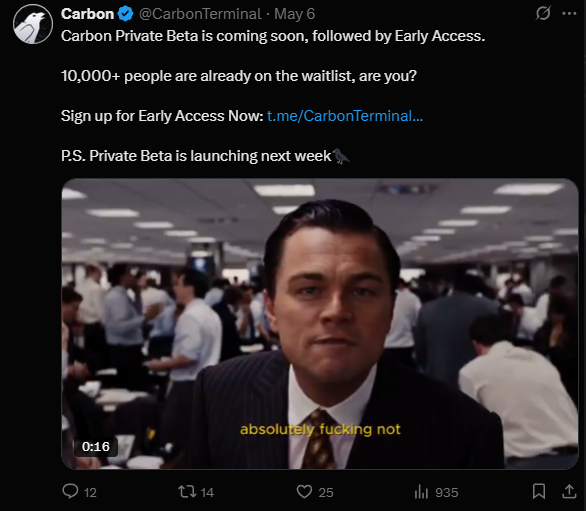 Carbon @CarbonTerminal · May 6
Carbon Private Beta is coming soon, followed by Early Access.
10,000+ people are already on the waitlist, are you?
Sign up for Early Access Now: t.me/CarbonTerminal...
P.S. Private Beta is launching next week
absolutely fucking not
0:16
12 14 25 935